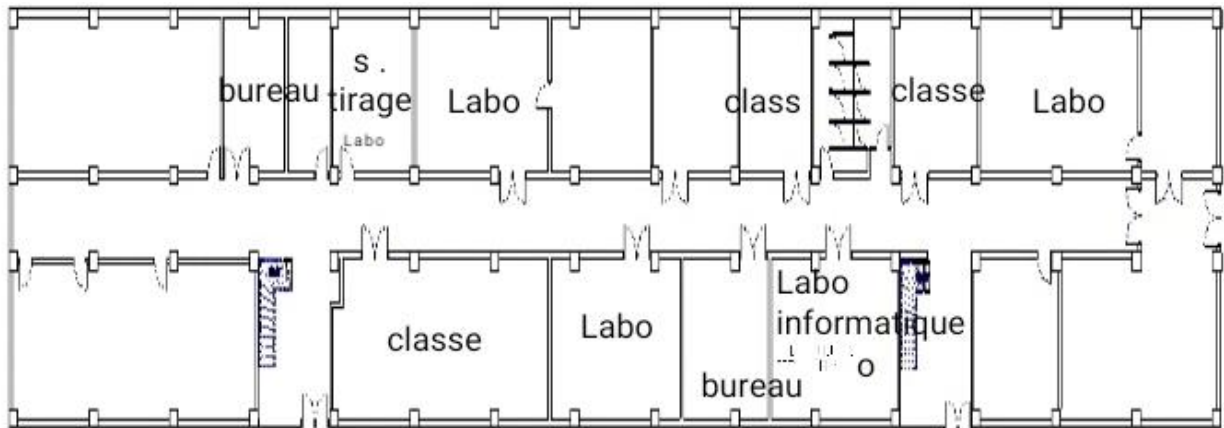 bureau
s .
tirage
Labo
Labo
class
classe
Labo
classe
Labo
bureau
Labo
informatique
o